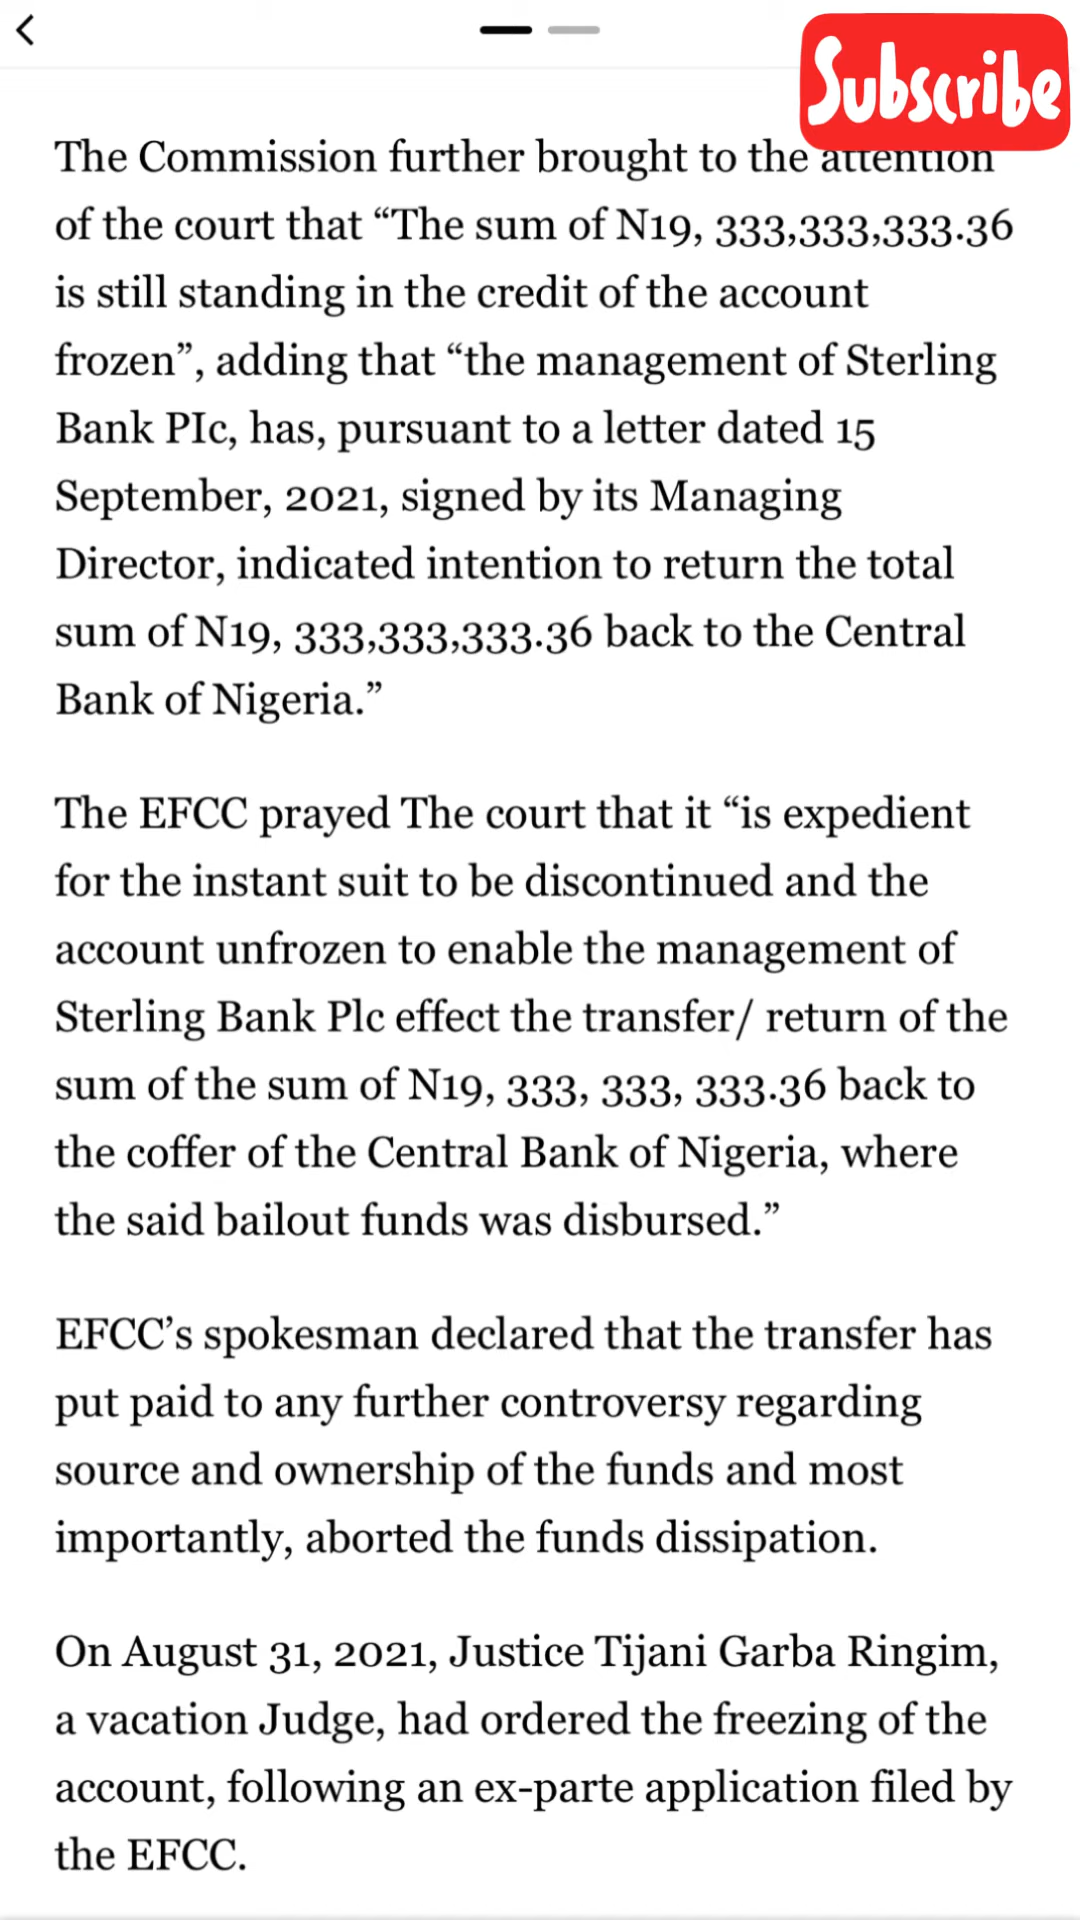 Subscribe
The Commission further brought to the attention
of the court that “The sum of N19, 333,333,333.36
is still standing in the credit of the account
frozen”, adding that “the management of Sterling
Bank PIc, has, pursuant to a letter dated 15
September, 2021, signed by its Managing
Director, indicated intention to return the total
sum of N19, 333,333,333.36 back to the Central
Bank of Nigeria.”
The EFCC prayed The court that it “is expedient
for the instant suit to be discontinued and the
account unfrozen to enable the management of
Sterling Bank Plc effect the transfer/ return of the
sum of the sum of N19, 333, 333, 333.36 back to
the coffer of the Central Bank of Nigeria, where
the said bailout funds was disbursed.”
EFCC’s spokesman declared that the transfer has
put paid to any further controversy regarding
source and ownership of the funds and most
importantly, aborted the funds dissipation.
On August 31, 2021, Justice Tijani Garba Ringim,
a vacation Judge, had ordered the freezing of the
account, following an ex-parte application filed by
the EFCC.